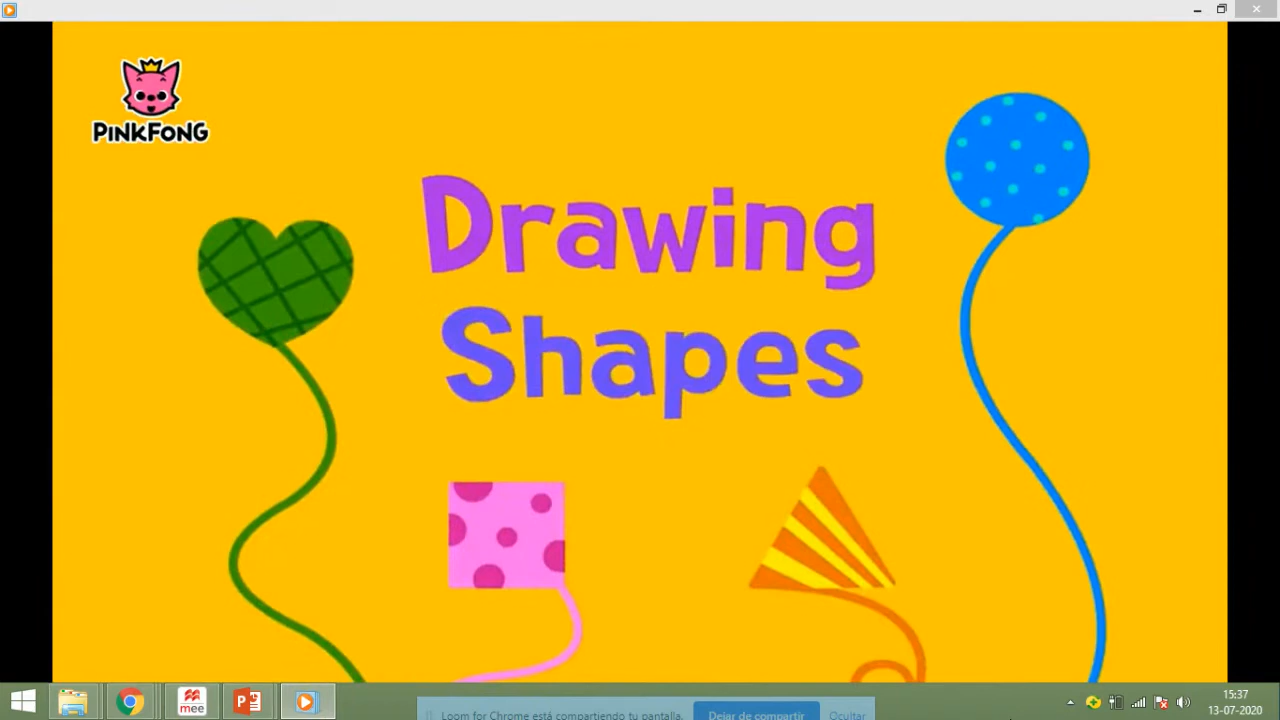 PINKFONG
Drawing
Shapes
mee
Loom for Chrome está compartiendo tu pantalla.
Dejar de compartir
Ocultar
15:37
13-07-2020